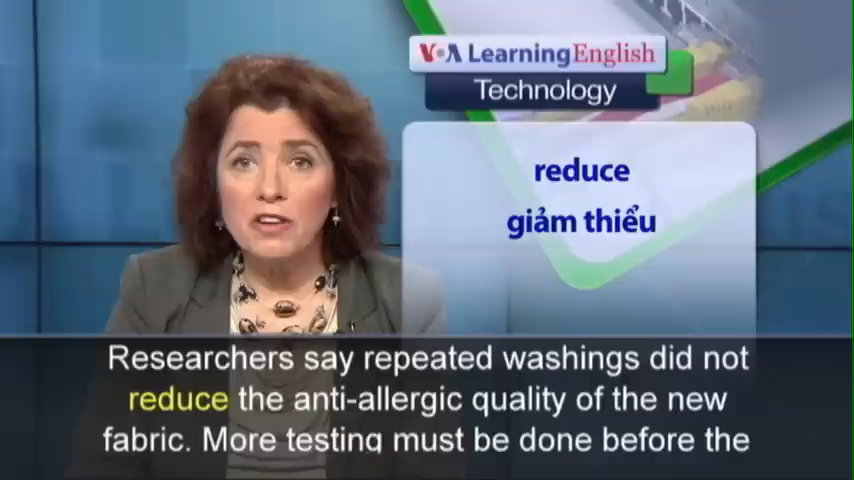 VOA Learning English
Technology
reduce
giảm thiểu
Researchers say repeated washings did not
reduce the anti-allergic quality of the new
fabric. More testing must be done before the